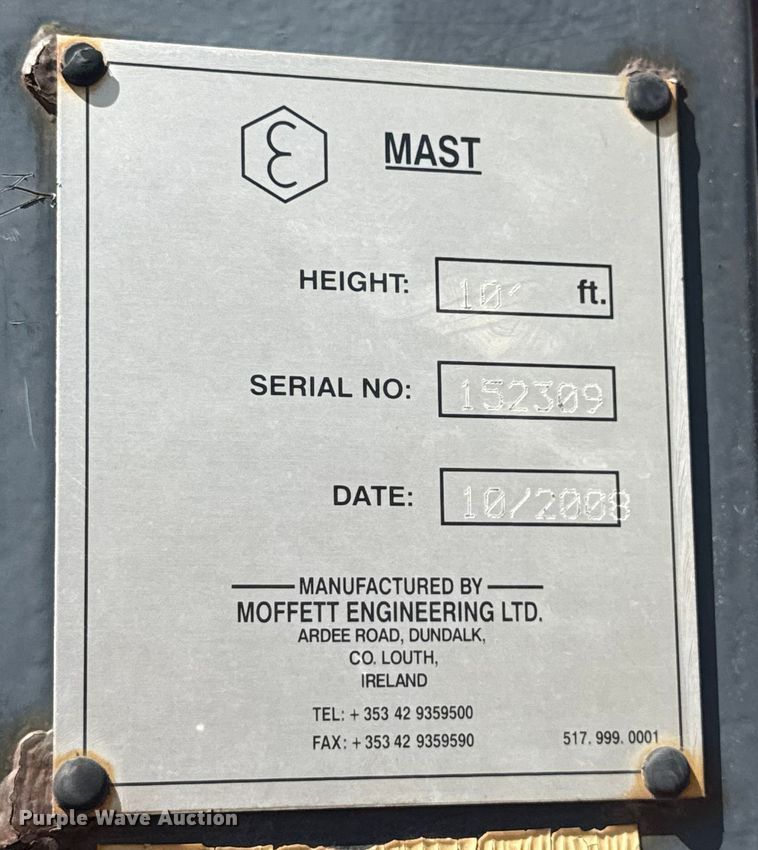 ε MAST
HEIGHT: 10' ft.
SERIAL NO: 152309
DATE: 10/2008
MANUFACTURED BY
MOFFETT ENGINEERING LTD.
ARDEE ROAD, DUNDALK,
CO. LOUTH,
IRELAND
TEL: + 353 42 9359500
FAX: + 353 42 9359590
517. 999. 0001
Purple Wave Auction